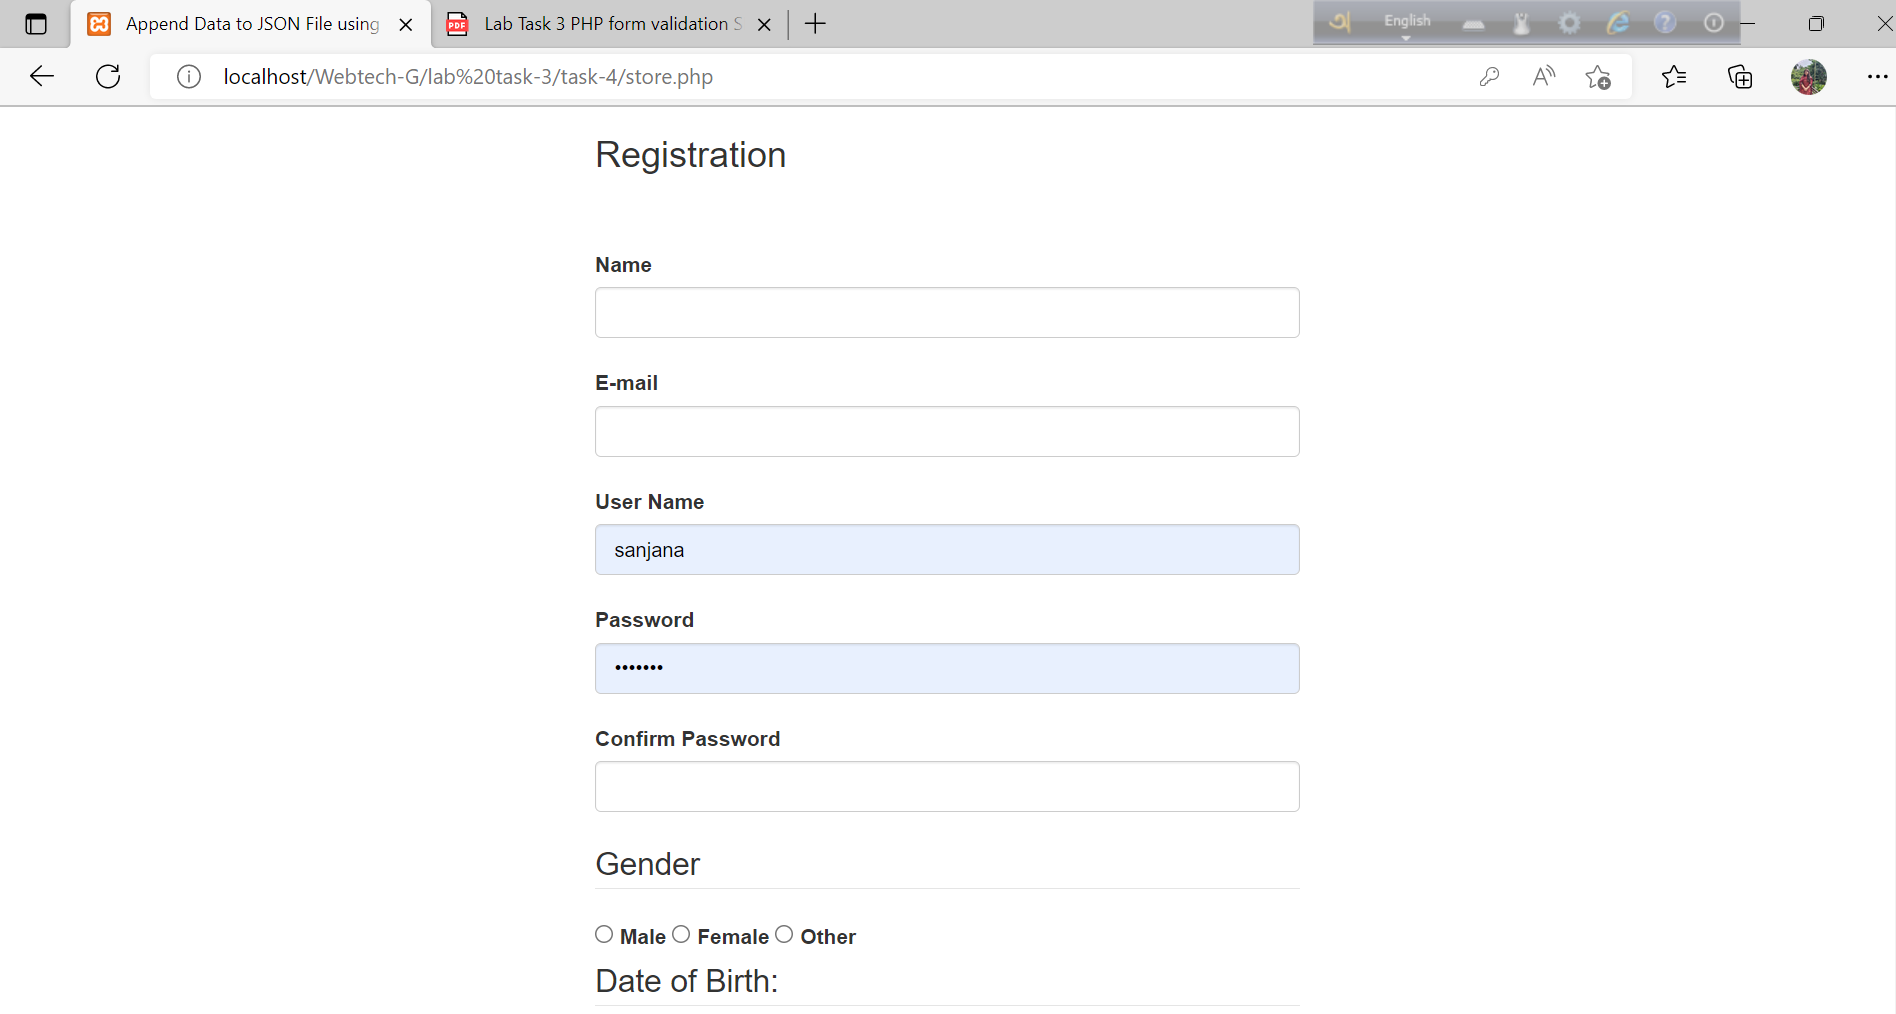 Append Data to JSON File using
Lab Task 3 PHP form validation S
অ English
localhost/Webtech-G/lab%20task-3/task-4/store.php
Registration
Name
E-mail
User Name
sanjana
Password
•••••••
Confirm Password
Gender
Male Female Other
Date of Birth: